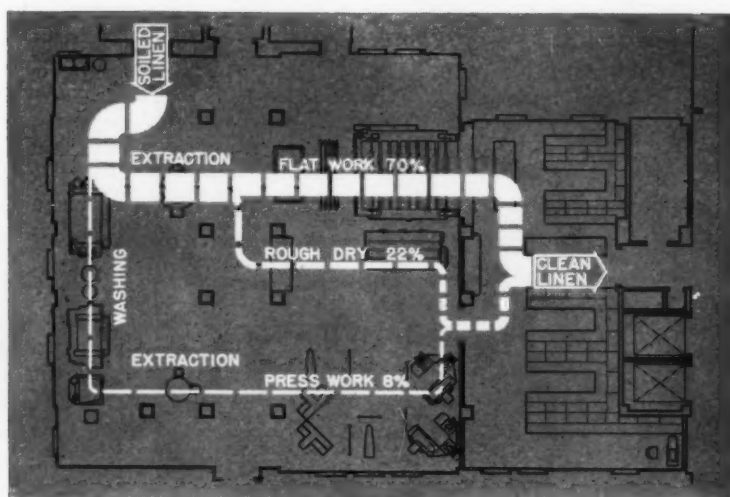 SOILED
LINEN
EXTRACTION
FLAT WORK 70%
ROUGH DRY 22%
CLEAN
LINEN
WASHING
EXTRACTION
PRESS WORK 8%